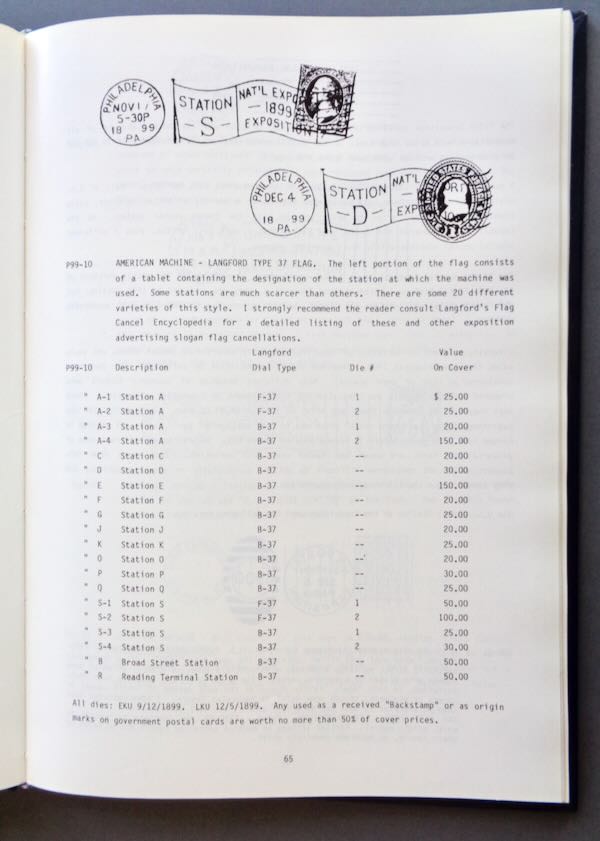 PHILADELPHIA
NOV 17
5-30P
18 99
PA.
STATION
-S-
NAT'L EXPO
-1899
EXPOSITION
PHILADELPHIA
DEC 4
18 99
PA.
STATION
-D-
NAT'L
EXP
UNITED STATES
P99-10 AMERICAN MACHINE - LANGFORD TYPE 37 FLAG. The left portion of the flag consists
of a tablet containing the designation of the station at which the machine was
used. Some stations are much scarcer than others. There are some 20 different
varieties of this style. I strongly recommend the reader consult Langford's Flag
Cancel Encyclopedia for a detailed listing of these and other exposition
advertising slogan flag cancellations.
Langford Value
P99-10 Description Dial Type Die # On Cover
" A-1 Station A F-37 1 $ 25.00
" A-2 Station A F-37 2 25.00
" A-3 Station A B-37 1 20.00
" A-4 Station A B-37 2 150.00
" C Station C B-37 -- 20.00
" D Station D B-37 -- 30.00
" E Station E B-37 -- 150.00
" F Station F B-37 -- 20.00
" G Station G B-37 -- 25.00
" J Station J B-37 -- 20.00
" K Station K B-37 -- 25.00
" O Station O B-37 -- 20.00
" P Station P B-37 -- 30.00
" Q Station Q B-37 -- 25.00
" S-1 Station S F-37 1 50.00
" S-2 Station S F-37 2 100.00
" S-3 Station S B-37 1 25.00
" S-4 Station S B-37 2 30.00
" B Broad Street Station B-37 -- 50.00
" R Reading Terminal Station B-37 -- 50.00
All dies: EKU 9/12/1899. LKU 12/5/1899. Any used as a received "Backstamp" or as origin
marks on government postal cards are worth no more than 50% of cover prices.
65